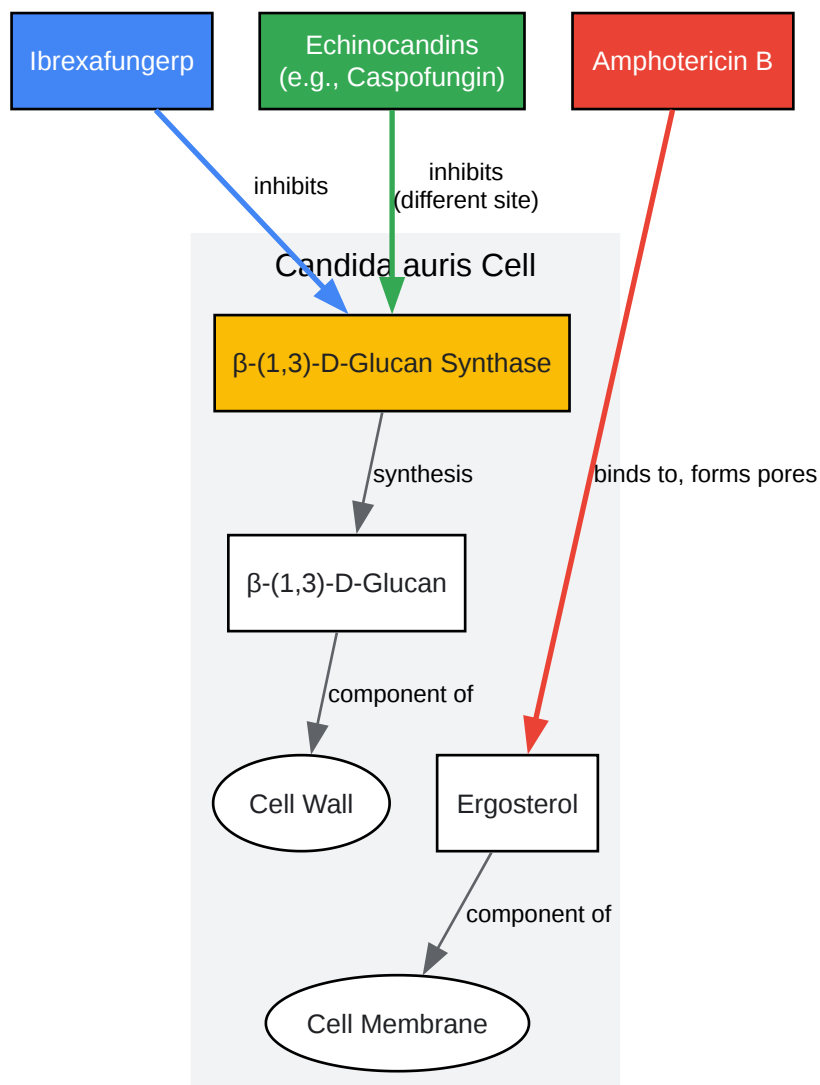 Ibrexafungerp
Echinocandins
(e.g., Caspofungin)
Amphotericin B
inhibits
inhibits
(different site)
Candida auris Cell
β-(1,3)-D-Glucan Synthase
synthesis
binds to, forms pores
β-(1,3)-D-Glucan
component of
Cell Wall
Ergosterol
component of
Cell Membrane